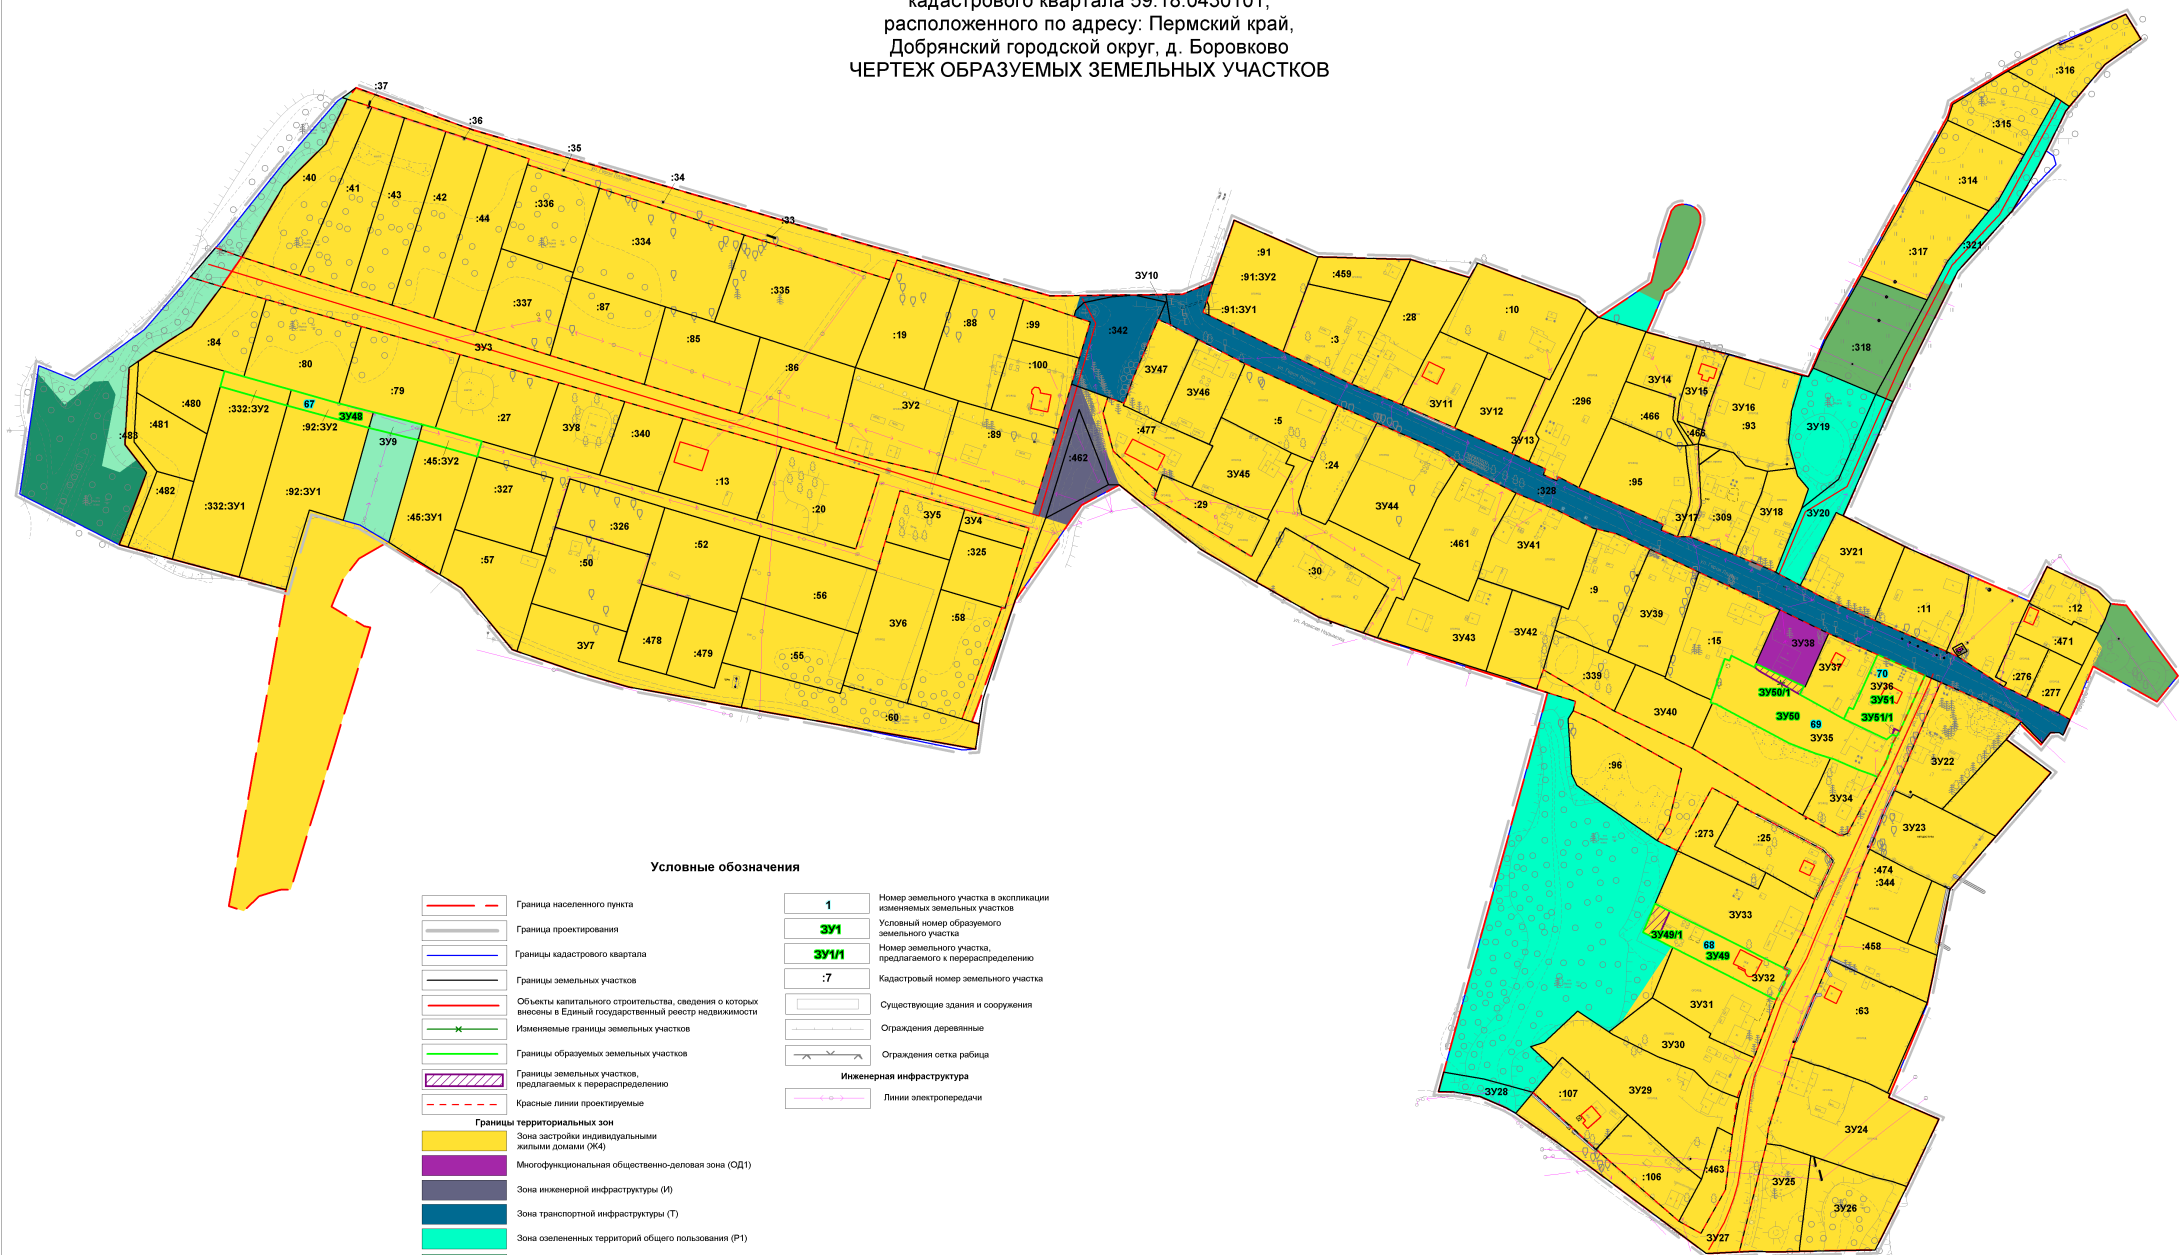 кадастрового квартала 59:18:0430101,
расположенного по адресу: Пермский край,
Добрянский городской округ, д. Боровково
ЧЕРТЕЖ ОБРАЗУЕМЫХ ЗЕМЕЛЬНЫХ УЧАСТКОВ
:37
:36
:35
:34
:33
:40
:41
:43
:42
:44
:336
:334
:335
:337
:87
:85
:86
:19
:88
:99
:100
:342
ЗУ10
:91
:91:ЗУ2
:91:ЗУ1
:459
:3
:28
:10
:316
:315
:314
:317
:321
:318
:84
:80
ЗУ3
:79
:480
:481
:483
:482
:332:ЗУ2
67
ЗУ48
:92:ЗУ2
ЗУ9
:45:ЗУ2
:332:ЗУ1
:92:ЗУ1
:45:ЗУ1
:27
ЗУ8
:340
:13
:20
ЗУ2
:89
:462
:327
:326
:57
:50
:52
:56
ЗУ5
ЗУ4
:325
:58
ЗУ6
ЗУ7
:478
:479
:55
:60
ЗУ47
ЗУ46
:477
:5
ЗУ45
:24
:29
:30
ЗУ44
:461
ЗУ43
ЗУ42
ЗУ41
:9
ЗУ39
:15
ЗУ11
ЗУ12
ЗУ13
:296
:95
ЗУ14
ЗУ15
:466
:465
ЗУ16
:93
ЗУ17
:309
ЗУ18
ЗУ19
ЗУ20
:328
ЗУ21
:11
:12
:471
:276
:277
ЗУ38
ЗУ37
70
ЗУ36
ЗУ51
ЗУ51/1
ЗУ50/1
ЗУ50
69
ЗУ35
:339
ЗУ40
:96
ЗУ34
ЗУ22
ЗУ23
:273
:25
:474
:344
:458
:63
ЗУ33
ЗУ49/1
68
ЗУ49
ЗУ32
ЗУ31
ЗУ30
ЗУ29
ЗУ28
:107
:106
:463
ЗУ24
ЗУ25
ЗУ26
ЗУ27
Условные обозначения
Граница населенного пункта
Граница проектирования
Границы кадастрового квартала
Границы земельных участков
Объекты капитального строительства, сведения о которых
внесены в Единый государственный реестр недвижимости
Изменяемые границы земельных участков
Границы образуемых земельных участков
Границы земельных участков,
предлагаемых к перераспределению
Красные линии проектируемые
Границы территориальных зон
Зона застройки индивидуальными
жилыми домами (Ж4)
Многофункциональная общественно-деловая зона (ОД1)
Зона инженерной инфраструктуры (И)
Зона транспортной инфраструктуры (Т)
Зона озелененных территорий общего пользования (Р1)
1
Номер земельного участка в экспликации
изменяемых земельных участков
ЗУ1
Условный номер образуемого
земельного участка
ЗУ1/1
Номер земельного участка,
предлагаемого к перераспределению
:7
Кадастровый номер земельного участка
Существующие здания и сооружения
Ограждения деревянные
Ограждения сетка рабица
Инженерная инфраструктура
Линии электропередачи